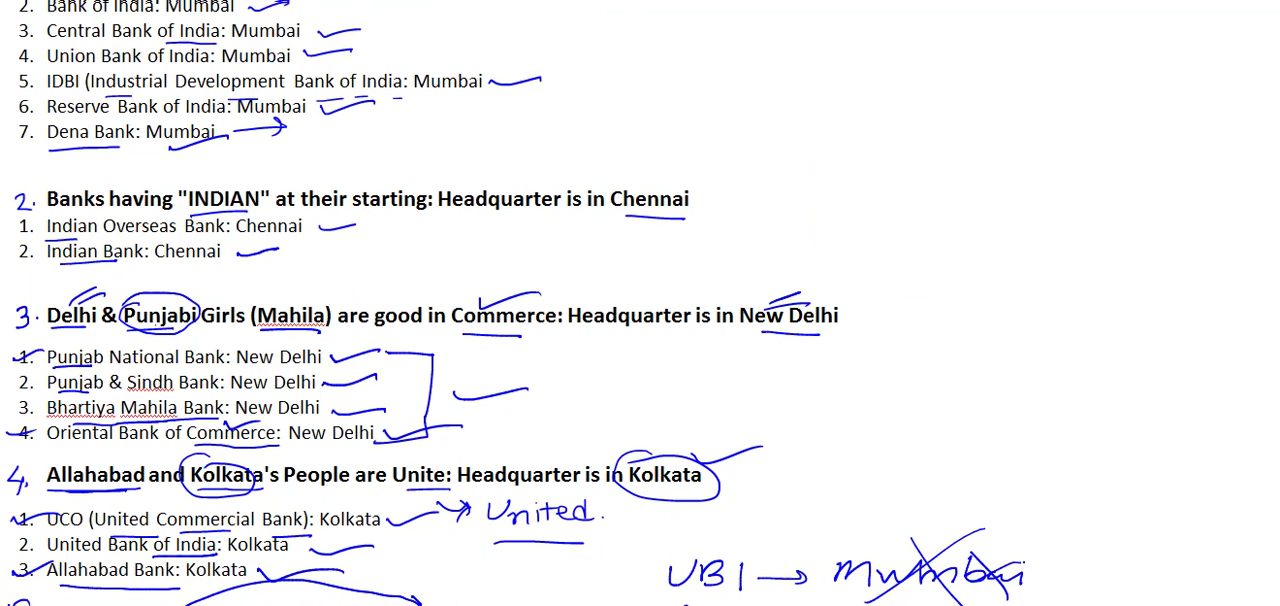 2. Bank of India: Mumbai
3. Central Bank of India: Mumbai
4. Union Bank of India: Mumbai
5. IDBI (Industrial Development Bank of India: Mumbai
6. Reserve Bank of India: Mumbai
7. Dena Bank: Mumbai
2. Banks having "INDIAN" at their starting: Headquarter is in Chennai
1. Indian Overseas Bank: Chennai
2. Indian Bank: Chennai
3. Delhi & Punjabi Girls (Mahila) are good in Commerce: Headquarter is in New Delhi
1. Punjab National Bank: New Delhi
2. Punjab & Sindh Bank: New Delhi
3. Bhartiya Mahila Bank: New Delhi
4. Oriental Bank of Commerce: New Delhi
4. Allahabad and Kolkata's People are Unite: Headquarter is in Kolkata
1. UCO (United Commercial Bank): Kolkata United.
2. United Bank of India: Kolkata
3. Allahabad Bank: Kolkata
UBI → Mumbai